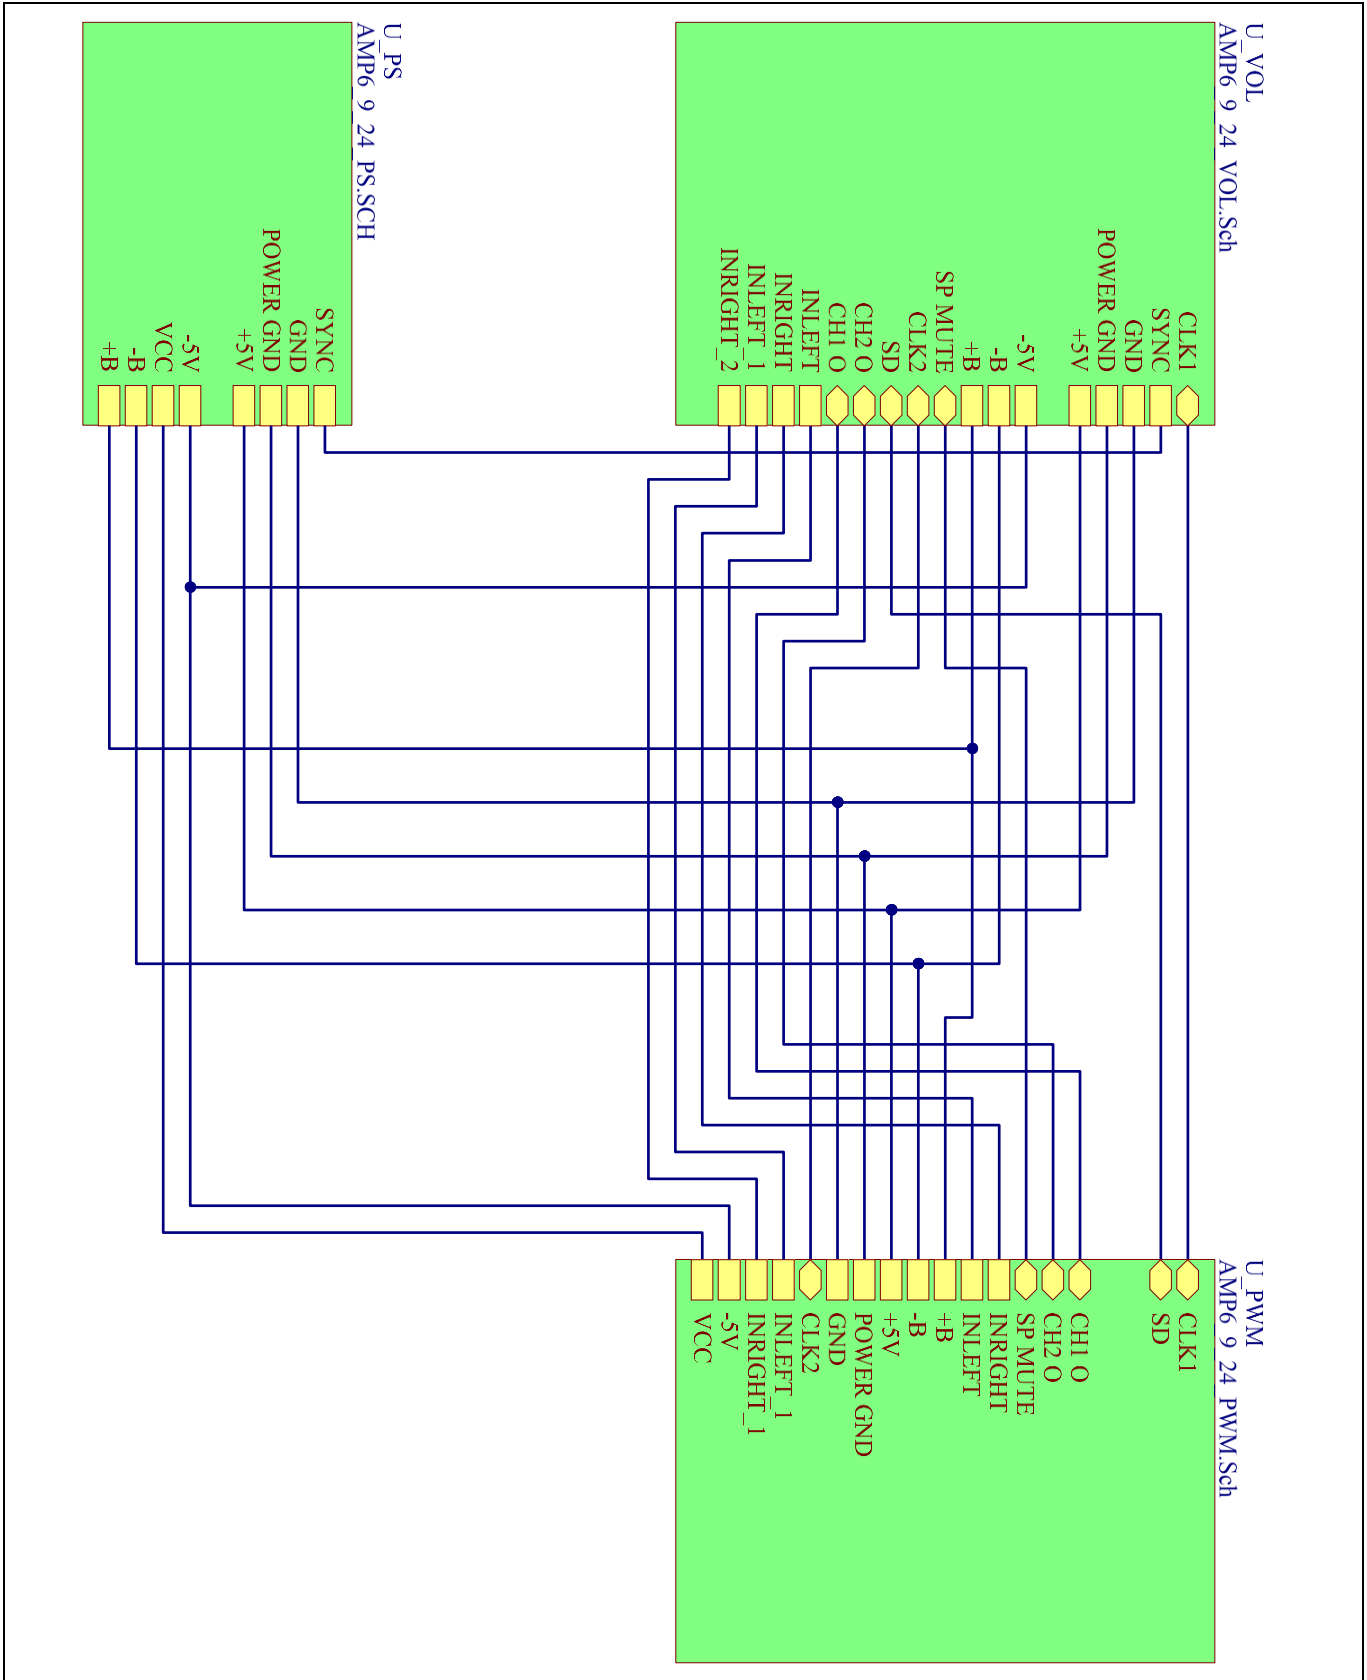 U_PS
AMP6_9_24_PS.SCH
SYNC
GND
POWER GND
+5V
-5V
VCC
-B
+B
U_VOL
AMP6_9_24_VOL.Sch
CLK1
SYNC
GND
POWER GND
+5V
-5V
-B
+B
SP MUTE
CLK2
SD
CH2 O
CH1 O
INLEFT
INRIGHT
INLEFT_1
INRIGHT_2
U_PWM
AMP6_9_24_PWM.Sch
CLK1
SD
CH1 O
CH2 O
SP MUTE
INRIGHT
INLEFT
+B
-B
+5V
POWER GND
GND
CLK2
INLEFT_1
INRIGHT_1
-5V
VCC